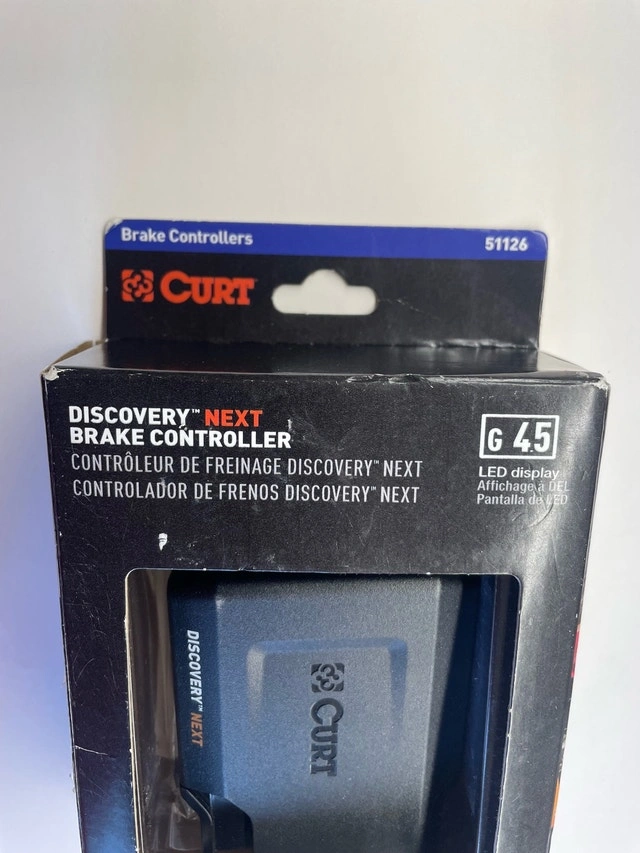 Brake Controllers 51126
CURT
DISCOVERY™ NEXT
BRAKE CONTROLLER
CONTRÔLEUR DE FREINAGE DISCOVERY™ NEXT
CONTROLADOR DE FRENOS DISCOVERY™ NEXT
G 4.5
LED display
Affichage à DEL
Pantalla de LED
DISCOVERY™ NEXT
CURT